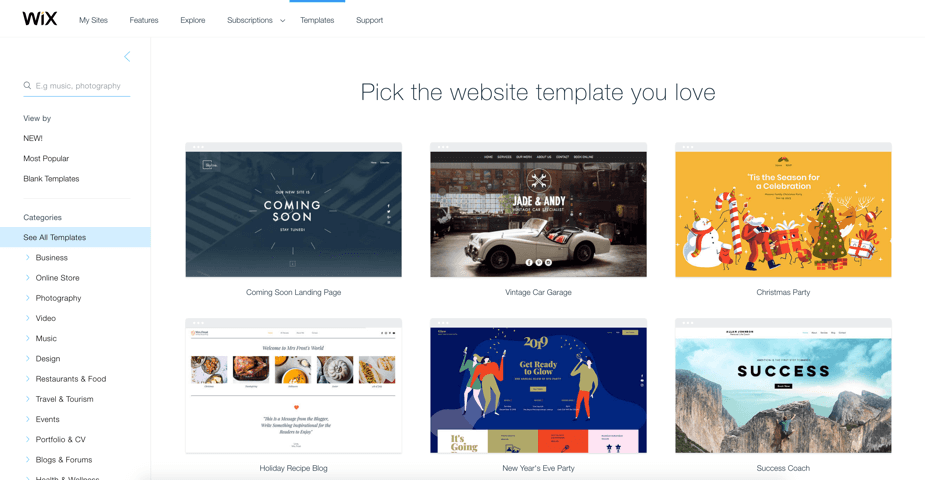 WiX
My Sites Features Explore Subscriptions Templates Support
E.g music, photography
View by
NEW!
Most Popular
Blank Templates
Categories
See All Templates
Business
Online Store
Photography
Video
Music
Design
Restaurants & Food
Travel & Tourism
Events
Portfolio & CV
Blogs & Forums
Health & Wellness
Pick the website template you love
OUR NEW SITE IS
COMING
SOON
STAY TUNED!
Coming Soon Landing Page
HOME SERVICES OUR WORK ABOUT US CONTACT BOOK ONLINE
JADE & ANDY
VINTAGE CAR SPECIALIST
Vintage Car Garage
'Tis the Season for
a Celebration
Christmas Party
Welcome to Mrs Frost's World
"This is a Message from the Blogger,
Write Something Inspirational for the
Readers to Enjoy"
Holiday Recipe Blog
2019
Get Ready
to Glow
It's
Going
New Year's Eve Party
SUCCESS
Success Coach